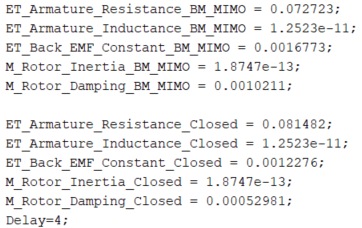 ET_Armature_Resistance_BM_MIMO = 0.072723;
ET_Armature_Inductance_BM_MIMO = 1.2523e-11;
ET_Back_EMF_Constant_BM_MIMO = 0.0016773;
M_Rotor_Inertia_BM_MIMO = 1.8747e-13;
M_Rotor_Damping_BM_MIMO = 0.0010211;
ET_Armature_Resistance_Closed = 0.081482;
ET_Armature_Inductance_Closed = 1.2523e-11;
ET_Back_EMF_Constant_Closed = 0.0012276;
M_Rotor_Inertia_Closed = 1.8747e-13;
M_Rotor_Damping_Closed = 0.00052981;
Delay=4;